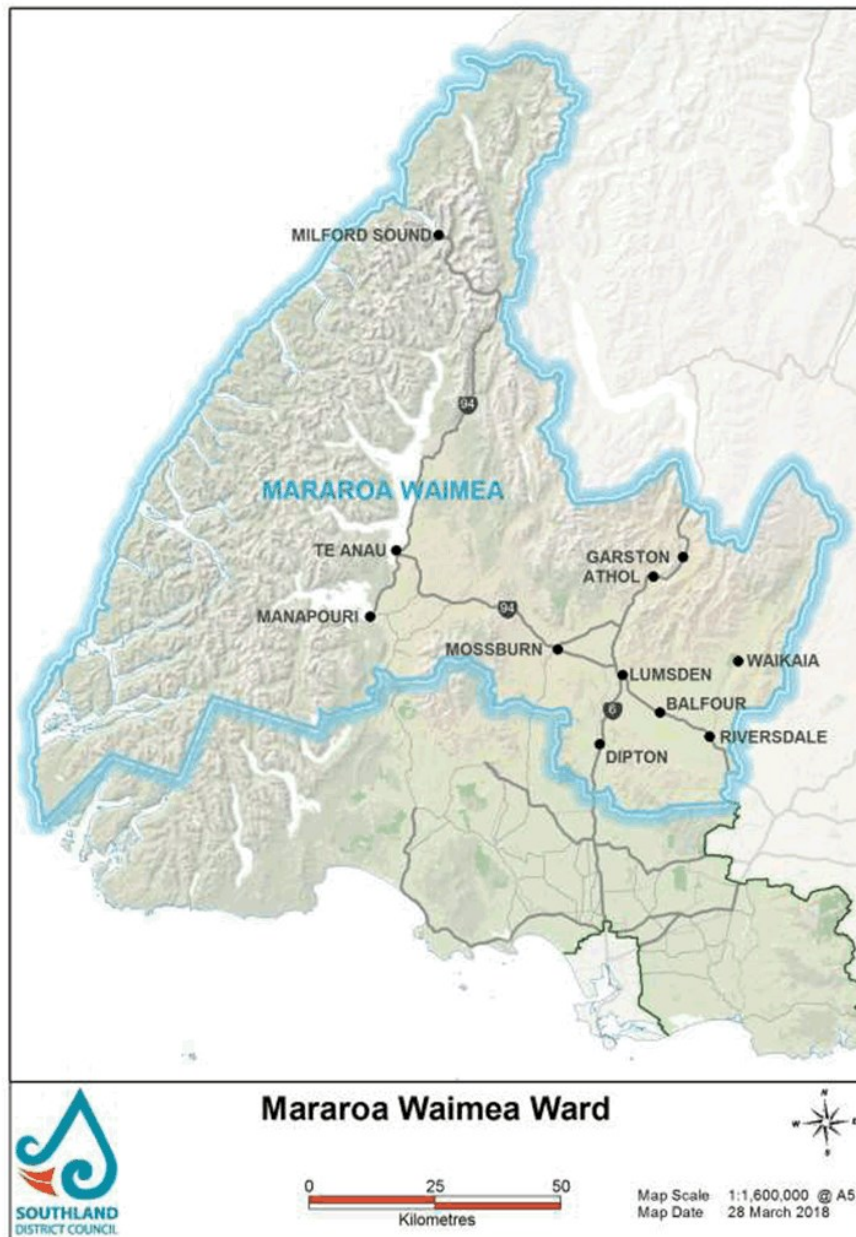 MILFORD SOUND
94
MARAROA WAIMEA
TE ANAU
GARSTON
ATHOL
94
MANAPOURI
MOSSBURN
WAIKAIA
LUMSDEN
6
BALFOUR
RIVERSDALE
DIPTON
Mararoa Waimea Ward
N
W E
S
SOUTHLAND
DISTRICT COUNCIL
0 25 50
Kilometres
Map Scale 1:1,600,000 @ A5
Map Date 28 March 2018